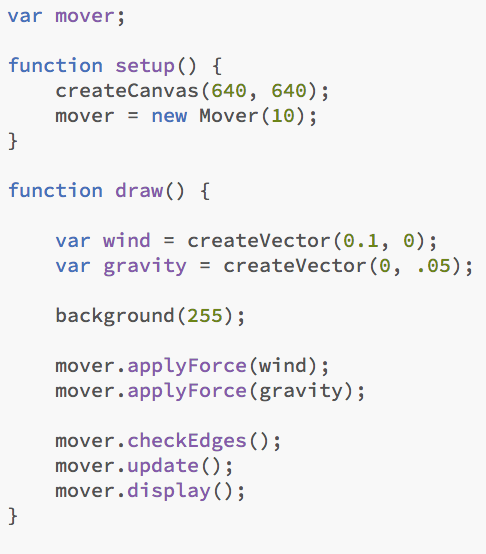 var mover;

function setup() {
    createCanvas(640, 640);
    mover = new Mover(10);
}

function draw() {

    var wind = createVector(0.1, 0);
    var gravity = createVector(0, .05);

    background(255);

    mover.applyForce(wind);
    mover.applyForce(gravity);

    mover.checkEdges();
    mover.update();
    mover.display();
}